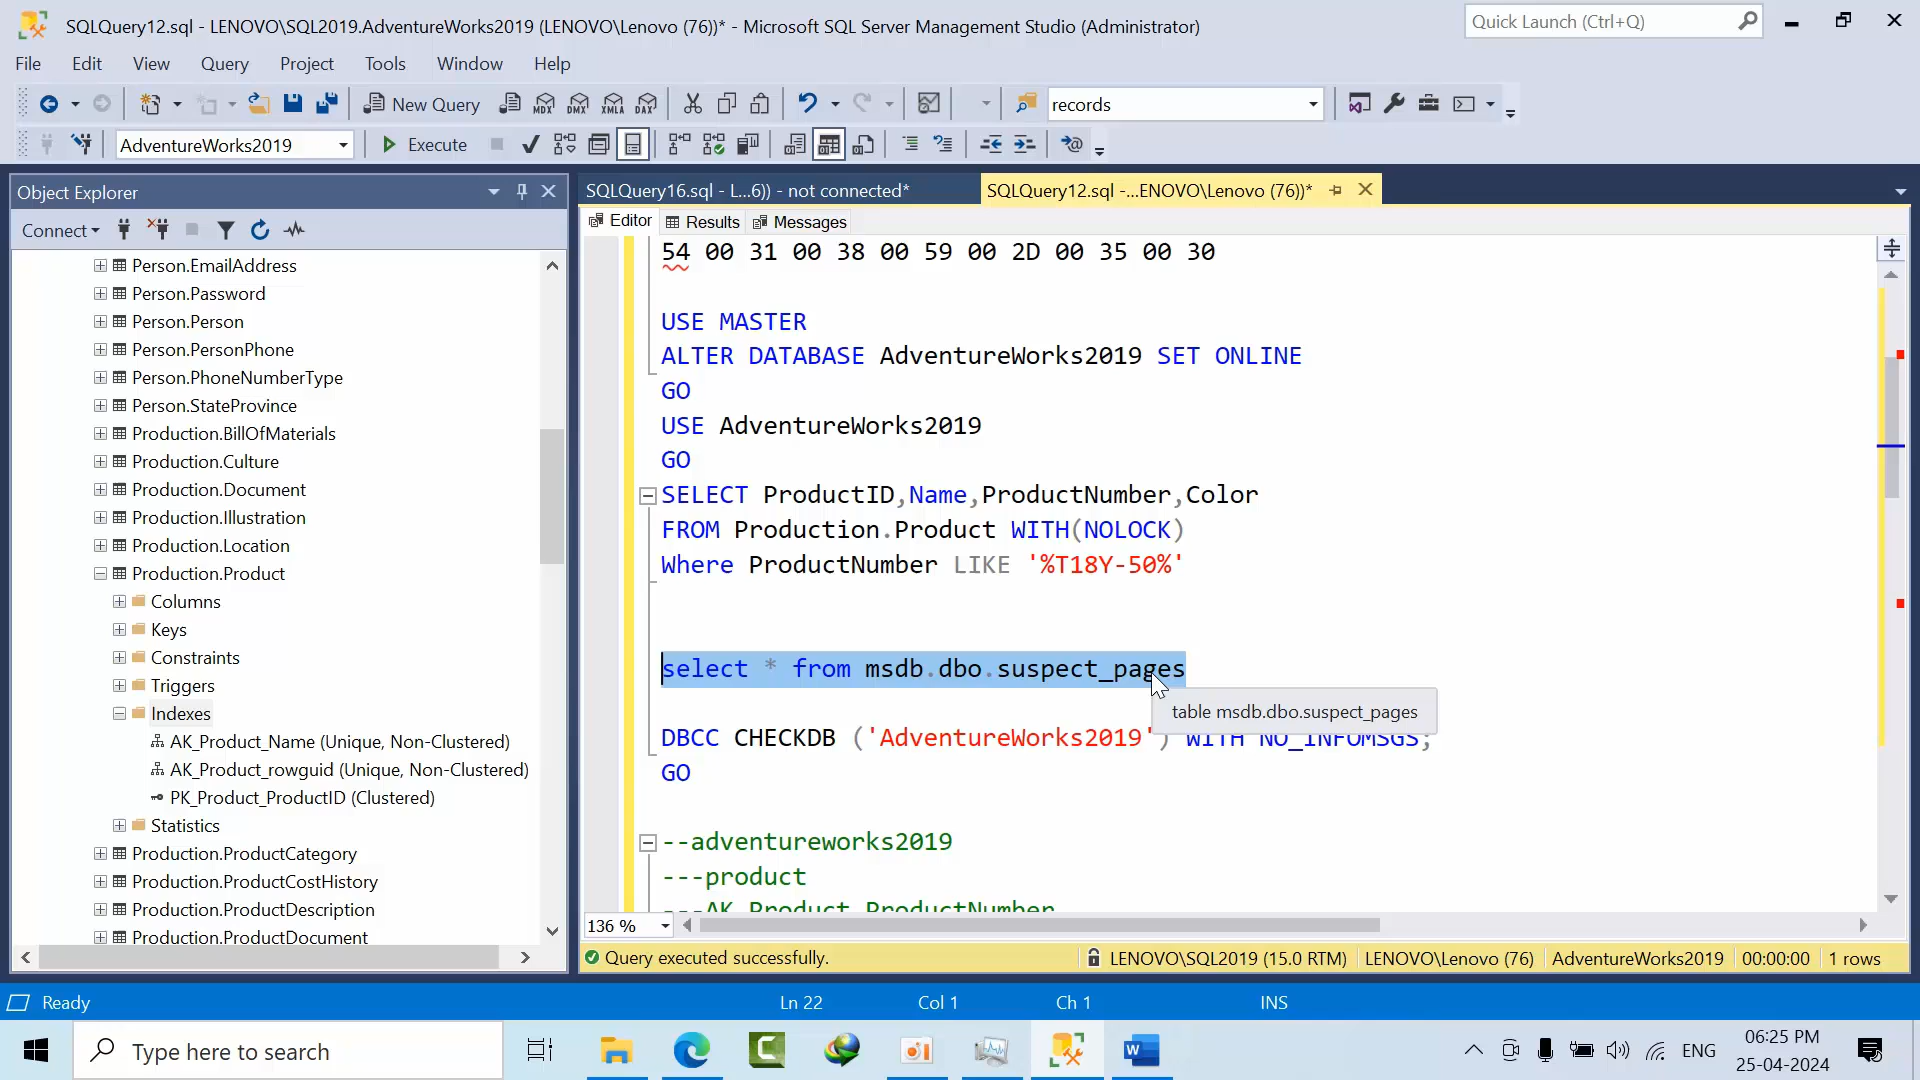 SQLQuery12.sql - LENOVO\SQL2019.AdventureWorks2019 (LENOVO\Lenovo (76))* - Microsoft SQL Server Management Studio (Administrator)
Quick Launch (Ctrl+Q)
File Edit View Query Project Tools Window Help
New Query
MDX DMX XMLA DAX
records
AdventureWorks2019
Execute
Object Explorer
Connect
Person.EmailAddress
Person.Password
Person.Person
Person.PersonPhone
Person.PhoneNumberType
Person.StateProvince
Production.BillOfMaterials
Production.Culture
Production.Document
Production.Illustration
Production.Location
Production.Product
Columns
Keys
Constraints
Triggers
Indexes
AK_Product_Name (Unique, Non-Clustered)
AK_Product_rowguid (Unique, Non-Clustered)
PK_Product_ProductID (Clustered)
Statistics
Production.ProductCategory
Production.ProductCostHistory
Production.ProductDescription
Production.ProductDocument
SQLQuery16.sql - L...6)) - not connected*
SQLQuery12.sql -...ENOVO\Lenovo (76))*
Editor Results Messages
54 00 31 00 38 00 59 00 2D 00 35 00 30
USE MASTER
ALTER DATABASE AdventureWorks2019 SET ONLINE
GO
USE AdventureWorks2019
GO
SELECT ProductID,Name,ProductNumber,Color
FROM Production.Product WITH(NOLOCK)
Where ProductNumber LIKE '%T18Y-50%'
select * from msdb.dbo.suspect_pages
table msdb.dbo.suspect_pages
DBCC CHECKDB ('AdventureWorks2019') WITH NO_INFOMSGS;
GO
--adventureworks2019
---product
---AK_Product_ProductNumber
136 %
Query executed successfully.
LENOVO\SQL2019 (15.0 RTM) LENOVO\Lenovo (76) AdventureWorks2019 00:00:00 1 rows
Ready
Ln 22
Col 1
Ch 1
INS
Type here to search
ENG
06:25 PM
25-04-2024